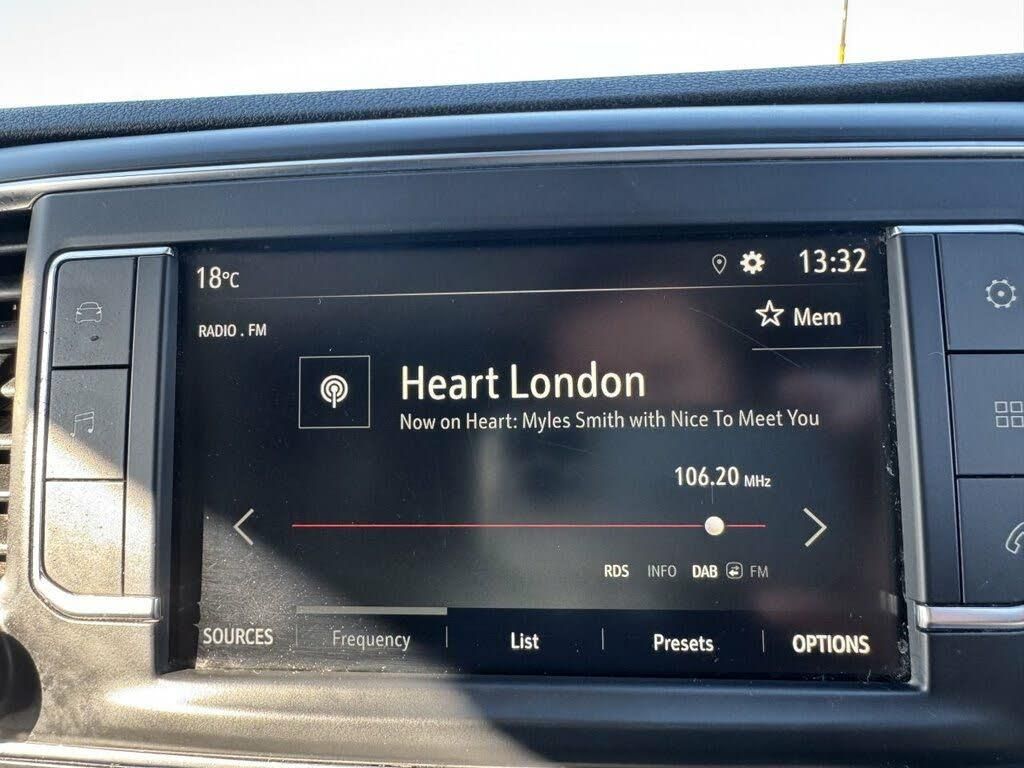 18°C
13:32
RADIO . FM
Mem
Heart London
Now on Heart: Myles Smith with Nice To Meet You
106.20 MHz
RDS INFO DAB FM
SOURCES Frequency List Presets OPTIONS